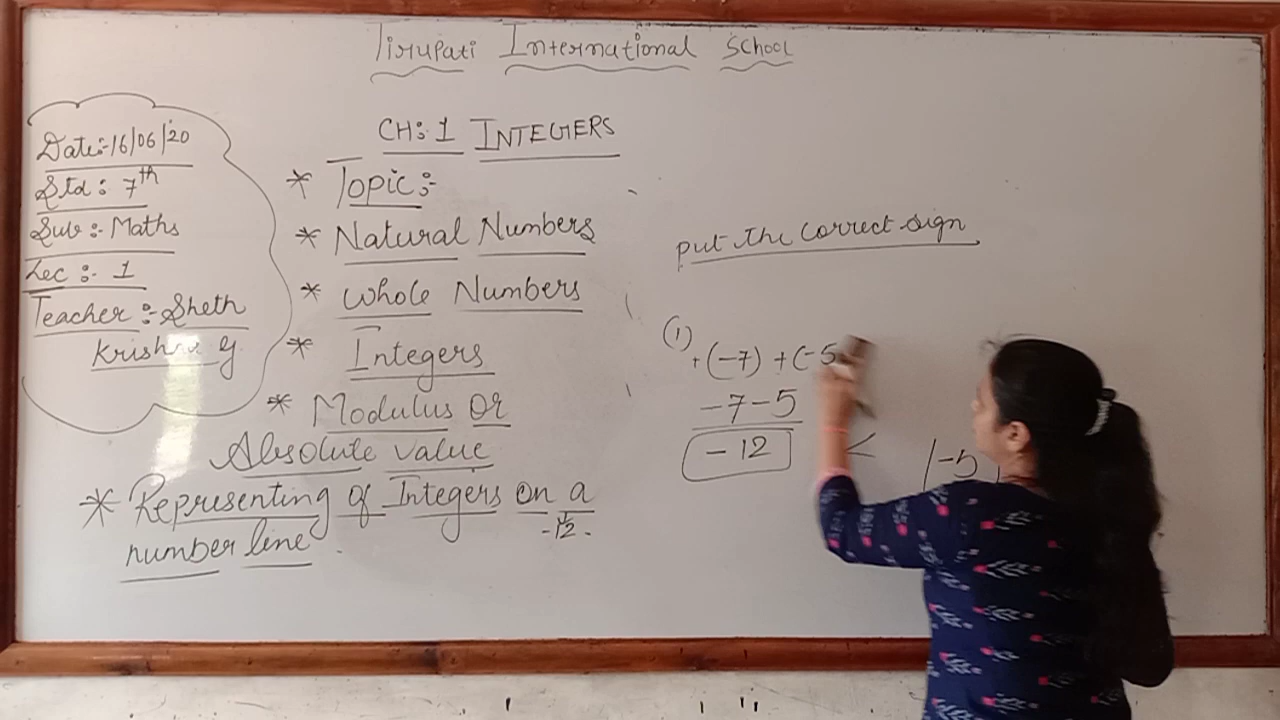 Tirupati International School
Date:-16/06/20
Std : 7th
Sub :- Maths
Lec :- 1
Teacher :- Sheth
Krishna G
CH: 1 INTEGERS
* Topic:-
* Natural Numbers
* Whole Numbers
* Integers
* Modulus Or
Absolute value
* Representing of Integers on a
number line
-12.
put the correct sign
(1)
+(-7) +(-5
-7-5
-12
<
|-5|